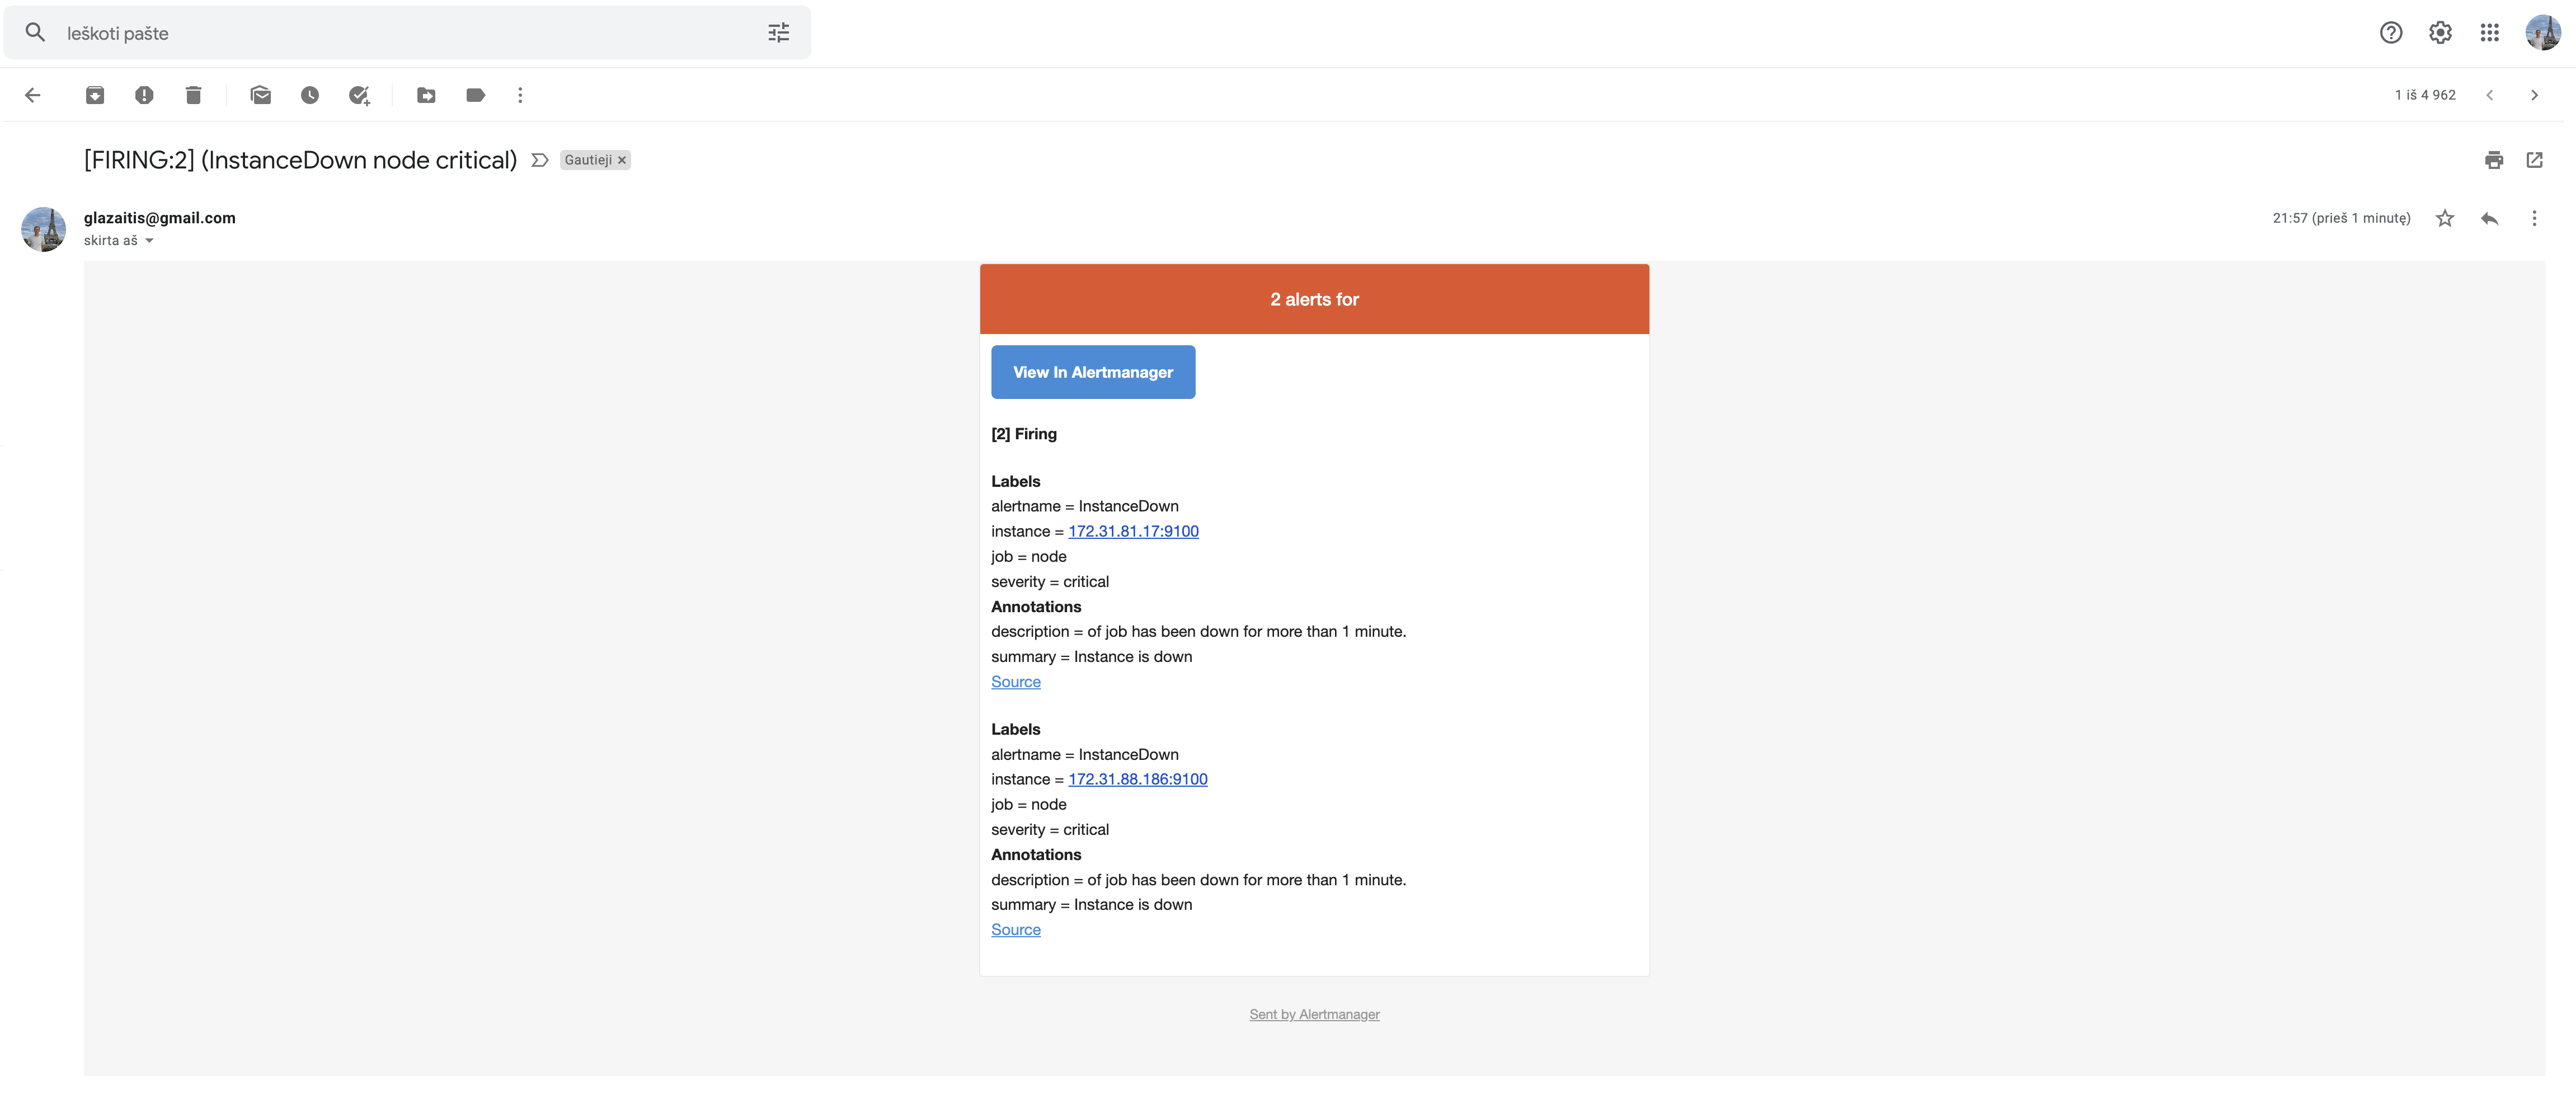 Ieškoti pašte
1 iš 4 962
[FIRING:2] (InstanceDown node critical)
Gautieji ×
glazaitis@gmail.com
21:57 (prieš 1 minutę)
skirta aš
2 alerts for
View In Alertmanager
[2] Firing
Labels
alertname = InstanceDown
instance = 172.31.81.17:9100
job = node
severity = critical
Annotations
description = of job has been down for more than 1 minute.
summary = Instance is down
Source
Labels
alertname = InstanceDown
instance = 172.31.88.186:9100
job = node
severity = critical
Annotations
description = of job has been down for more than 1 minute.
summary = Instance is down
Source
Sent by Alertmanager